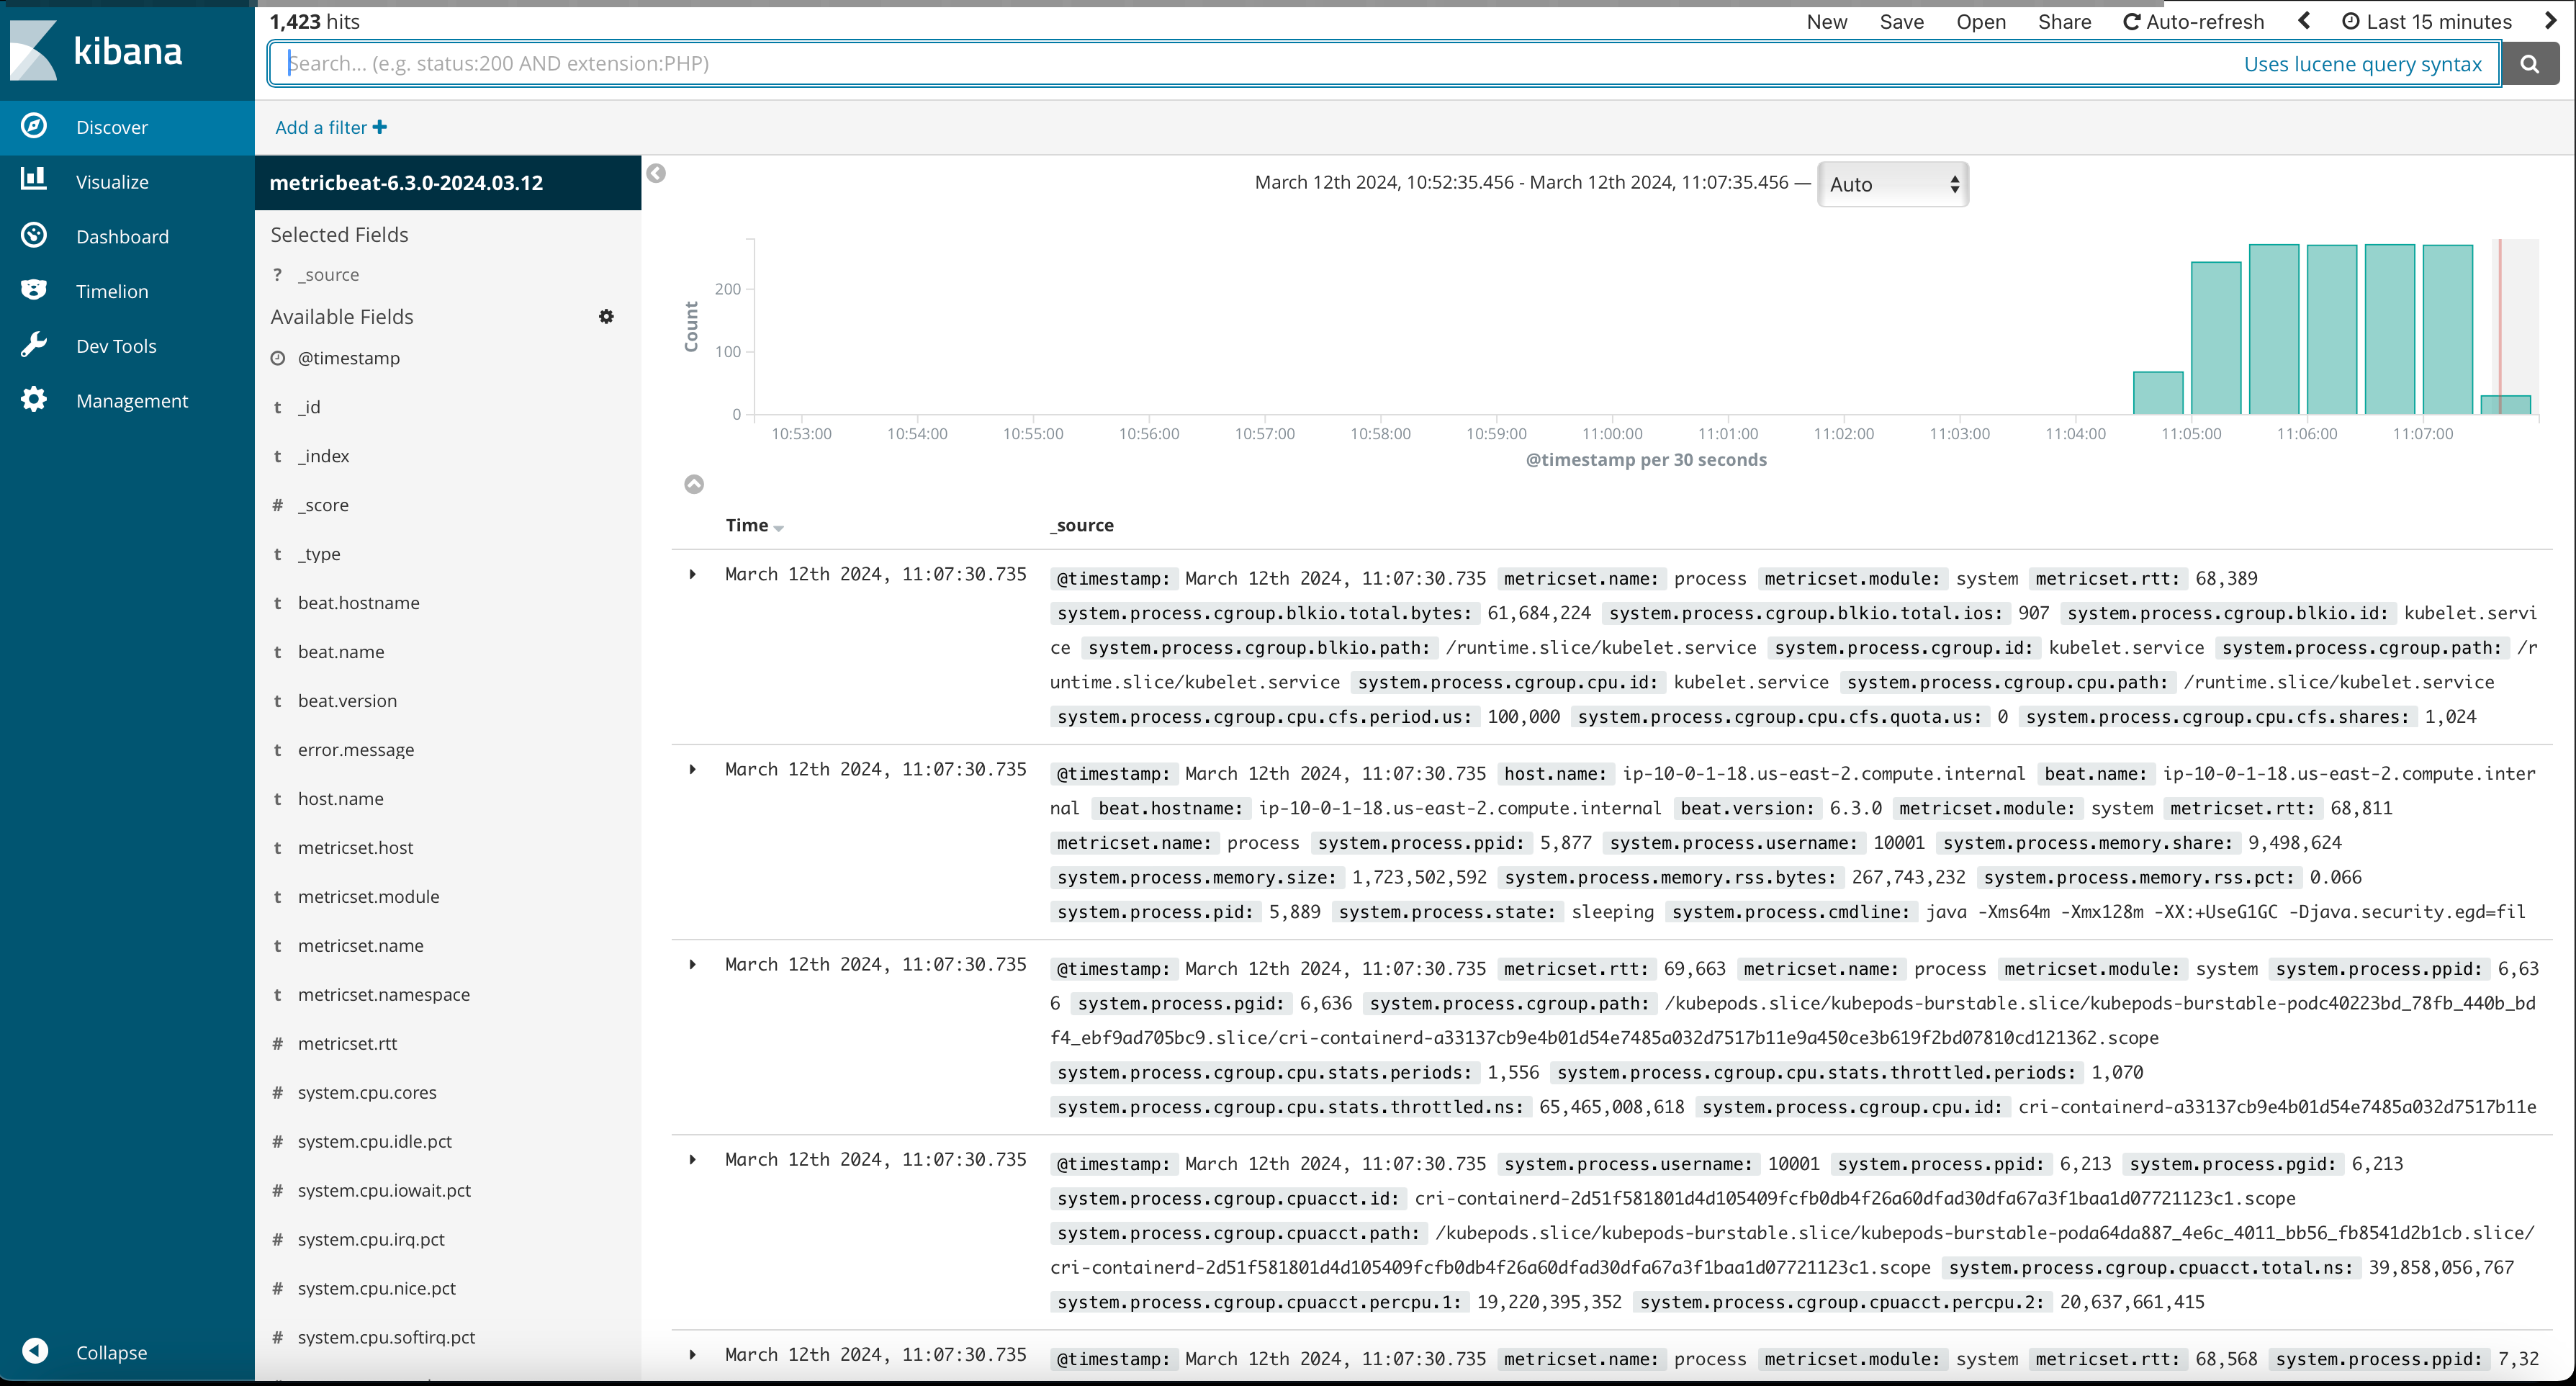 kibana
Discover
Visualize
Dashboard
Timelion
Dev Tools
Management
Collapse
1,423 hits
New Save Open Share Auto-refresh Last 15 minutes
Search... (e.g. status:200 AND extension:PHP) Uses lucene query syntax
Add a filter
metricbeat-6.3.0-2024.03.12
Selected Fields
? _source
Available Fields
@timestamp
t _id
t _index
# _score
t _type
t beat.hostname
t beat.name
t beat.version
t error.message
t host.name
t metricset.host
t metricset.module
t metricset.name
t metricset.namespace
# metricset.rtt
# system.cpu.cores
# system.cpu.idle.pct
# system.cpu.iowait.pct
# system.cpu.irq.pct
# system.cpu.nice.pct
# system.cpu.softirq.pct
March 12th 2024, 10:52:35.456 - March 12th 2024, 11:07:35.456 — Auto
Count
200
100
0
10:53:00 10:54:00 10:55:00 10:56:00 10:57:00 10:58:00 10:59:00 11:00:00 11:01:00 11:02:00 11:03:00 11:04:00 11:05:00 11:06:00 11:07:00
@timestamp per 30 seconds
Time _source
March 12th 2024, 11:07:30.735 @timestamp: March 12th 2024, 11:07:30.735 metricset.name: process metricset.module: system metricset.rtt: 68,389
system.process.cgroup.blkio.total.bytes: 61,684,224 system.process.cgroup.blkio.total.ios: 907 system.process.cgroup.blkio.id: kubelet.servi
ce system.process.cgroup.blkio.path: /runtime.slice/kubelet.service system.process.cgroup.id: kubelet.service system.process.cgroup.path: /r
untime.slice/kubelet.service system.process.cgroup.cpu.id: kubelet.service system.process.cgroup.cpu.path: /runtime.slice/kubelet.service
system.process.cgroup.cpu.cfs.period.us: 100,000 system.process.cgroup.cpu.cfs.quota.us: 0 system.process.cgroup.cpu.cfs.shares: 1,024
March 12th 2024, 11:07:30.735 @timestamp: March 12th 2024, 11:07:30.735 host.name: ip-10-0-1-18.us-east-2.compute.internal beat.name: ip-10-0-1-18.us-east-2.compute.inter
nal beat.hostname: ip-10-0-1-18.us-east-2.compute.internal beat.version: 6.3.0 metricset.module: system metricset.rtt: 68,811
metricset.name: process system.process.ppid: 5,877 system.process.username: 10001 system.process.memory.share: 9,498,624
system.process.memory.size: 1,723,502,592 system.process.memory.rss.bytes: 267,743,232 system.process.memory.rss.pct: 0.066
system.process.pid: 5,889 system.process.state: sleeping system.process.cmdline: java -Xms64m -Xmx128m -XX:+UseG1GC -Djava.security.egd=fil
March 12th 2024, 11:07:30.735 @timestamp: March 12th 2024, 11:07:30.735 metricset.rtt: 69,663 metricset.name: process metricset.module: system system.process.ppid: 6,63
6 system.process.pgid: 6,636 system.process.cgroup.path: /kubepods.slice/kubepods-burstable.slice/kubepods-burstable-podc40223bd_78fb_440b_bd
f4_ebf9ad705bc9.slice/cri-containerd-a33137cb9e4b01d54e7485a032d7517b11e9a450ce3b619f2bd07810cd121362.scope
system.process.cgroup.cpu.stats.periods: 1,556 system.process.cgroup.cpu.stats.throttled.periods: 1,070
system.process.cgroup.cpu.stats.throttled.ns: 65,465,008,618 system.process.cgroup.cpu.id: cri-containerd-a33137cb9e4b01d54e7485a032d7517b11e
March 12th 2024, 11:07:30.735 @timestamp: March 12th 2024, 11:07:30.735 system.process.username: 10001 system.process.ppid: 6,213 system.process.pgid: 6,213
system.process.cgroup.cpuacct.id: cri-containerd-2d51f581801d4d105409fcfb0db4f26a60dfad30dfa67a3f1baa1d07721123c1.scope
system.process.cgroup.cpuacct.path: /kubepods.slice/kubepods-burstable.slice/kubepods-burstable-poda64da887_4e6c_4011_bb56_fb8541d2b1cb.slice/
cri-containerd-2d51f581801d4d105409fcfb0db4f26a60dfad30dfa67a3f1baa1d07721123c1.scope system.process.cgroup.cpuacct.total.ns: 39,858,056,767
system.process.cgroup.cpuacct.percpu.1: 19,220,395,352 system.process.cgroup.cpuacct.percpu.2: 20,637,661,415
March 12th 2024, 11:07:30.735 @timestamp: March 12th 2024, 11:07:30.735 metricset.name: process metricset.module: system metricset.rtt: 68,568 system.process.ppid: 7,32